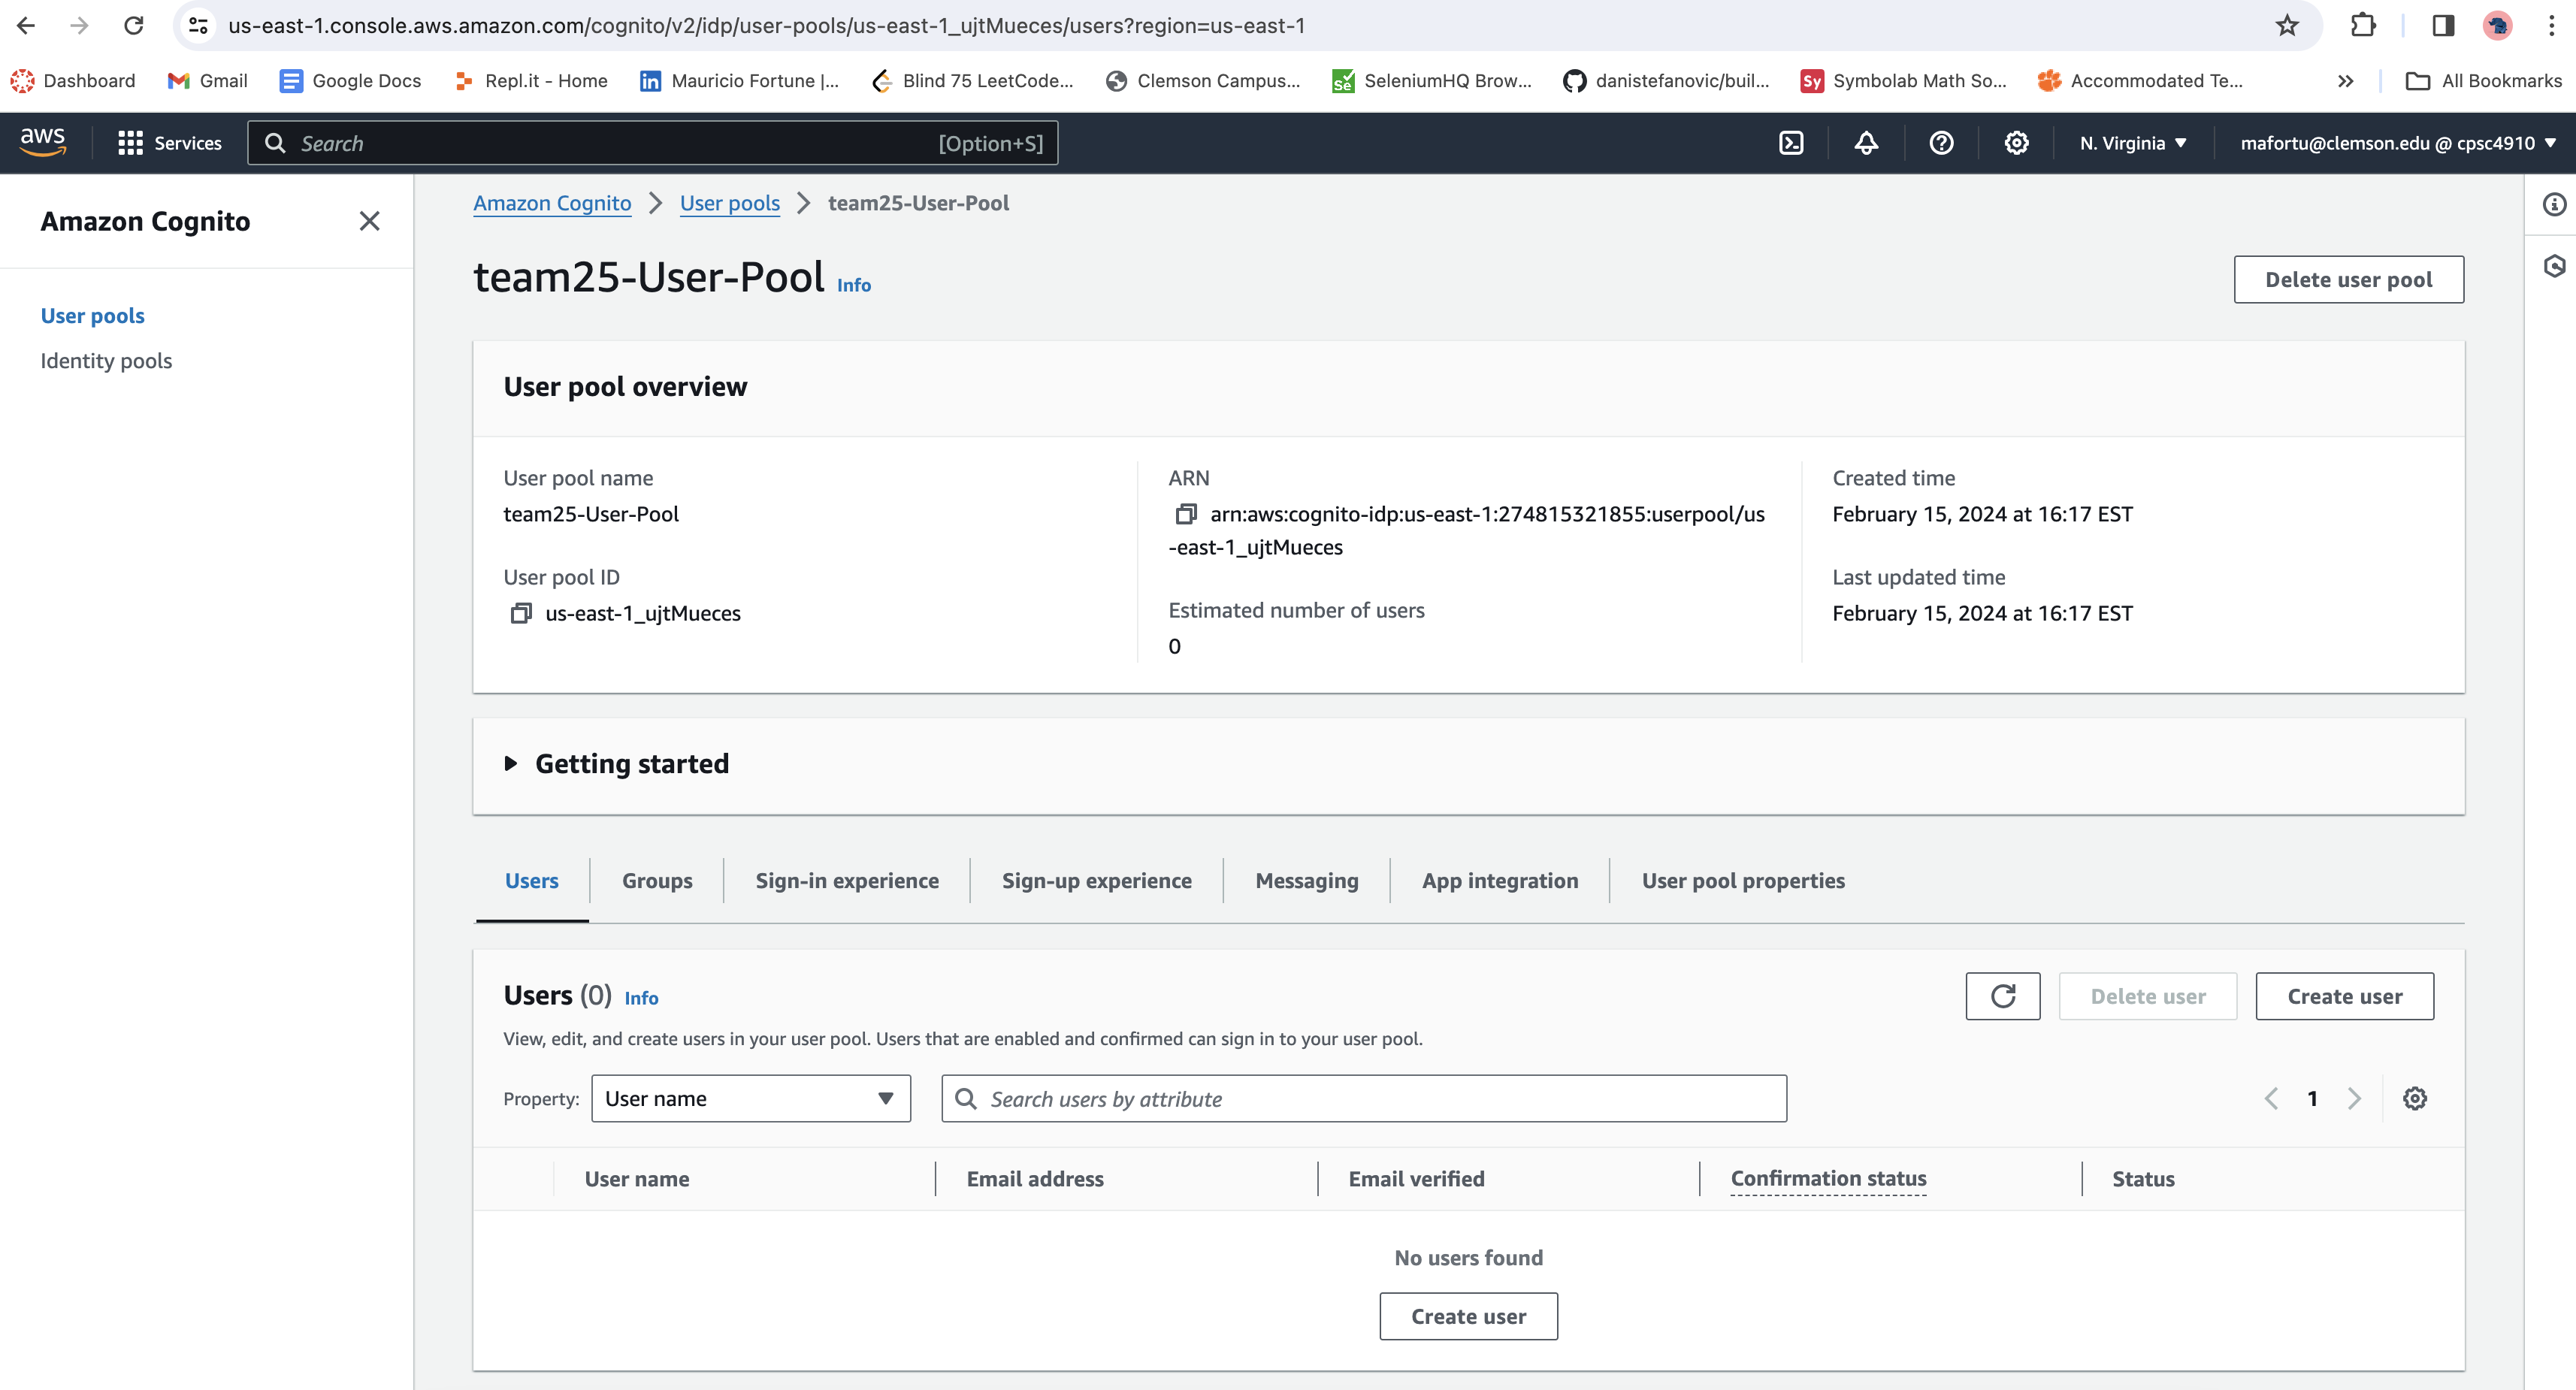 us-east-1.console.aws.amazon.com/cognito/v2/idp/user-pools/us-east-1_ujtMueces/users?region=us-east-1
Dashboard Gmail Google Docs Repl.it - Home Mauricio Fortune |... Blind 75 LeetCode... Clemson Campus... SeleniumHQ Brow... danistefanovic/buil... Symbolab Math So... Accommodated Te... » All Bookmarks
aws Services Search [Option+S] N. Virginia mafortu@clemson.edu @ cpsc4910
Amazon Cognito
User pools
Identity pools
Amazon Cognito > User pools > team25-User-Pool
team25-User-Pool Info
Delete user pool
User pool overview
User pool name
team25-User-Pool
User pool ID
us-east-1_ujtMueces
ARN
arn:aws:cognito-idp:us-east-1:274815321855:userpool/us
-east-1_ujtMueces
Estimated number of users
0
Created time
February 15, 2024 at 16:17 EST
Last updated time
February 15, 2024 at 16:17 EST
Getting started
Users Groups Sign-in experience Sign-up experience Messaging App integration User pool properties
Users (0) Info
Delete user Create user
View, edit, and create users in your user pool. Users that are enabled and confirmed can sign in to your user pool.
Property: User name Search users by attribute 1
User name Email address Email verified Confirmation status Status
No users found
Create user